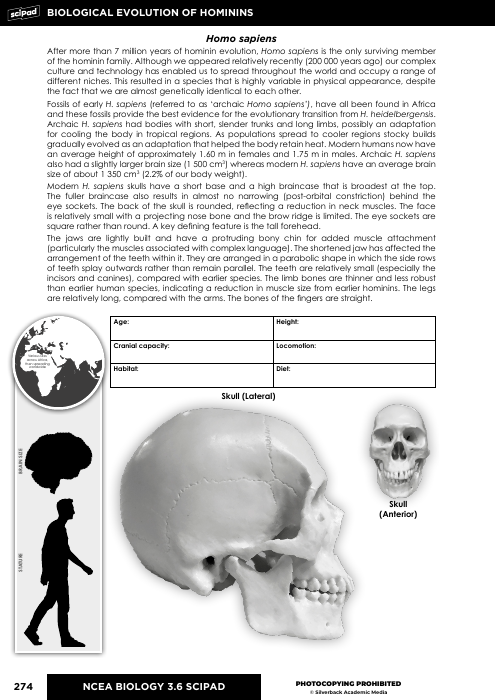 scipad
BIOLOGICAL EVOLUTION OF HOMININS
Homo sapiens
After more than 7 million years of hominin evolution, Homo sapiens is the only surviving member
of the hominin family. Although we appeared relatively recently (200 000 years ago) our complex
culture and technology has enabled us to spread throughout the world and occupy a range of
different niches. This resulted in a species that is highly variable in physical appearance, despite
the fact that we are almost genetically identical to each other.
Fossils of early H. sapiens (referred to as ‘archaic Homo sapiens’), have all been found in Africa
and these fossils provide the best evidence for the evolutionary transition from H. heidelbergensis.
Archaic H. sapiens had bodies with short, slender trunks and long limbs, possibly an adaptation
for cooling the body in tropical regions. As populations spread to cooler regions stocky builds
gradually evolved as an adaptation that helped the body retain heat. Modern humans now have
an average height of approximately 1.60 m in females and 1.75 m in males. Archaic H. sapiens
also had a slightly larger brain size (1 500 cm³) whereas modern H. sapiens have an average brain
size of about 1 350 cm³ (2.2% of our body weight).
Modern H. sapiens skulls have a short base and a high braincase that is broadest at the top.
The fuller braincase also results in almost no narrowing (post-orbital constriction) behind the
eye sockets. The back of the skull is rounded, reflecting a reduction in neck muscles. The face
is relatively small with a projecting nose bone and the brow ridge is limited. The eye sockets are
square rather than round. A key defining feature is the tall forehead.
The jaws are lightly built and have a protruding bony chin for added muscle attachment
(particularly the muscles associated with complex language). The shortened jaw has affected the
arrangement of the teeth within it. They are arranged in a parabolic shape in which the side rows
of teeth splay outwards rather than remain parallel. The teeth are relatively small (especially the
incisors and canines), compared with earlier species. The limb bones are thinner and less robust
than earlier human species, indicating a reduction in muscle size from earlier hominins. The legs
are relatively long, compared with the arms. The bones of the fingers are straight.
Age:
Height:
Cranial capacity:
Locomotion:
Habitat:
Diet:
Skull (Lateral)
Skull
(Anterior)
BRAIN SIZE
STATURE
274
NCEA BIOLOGY 3.6 SCIPAD
PHOTOCOPYING PROHIBITED
© Silverback Academic Media